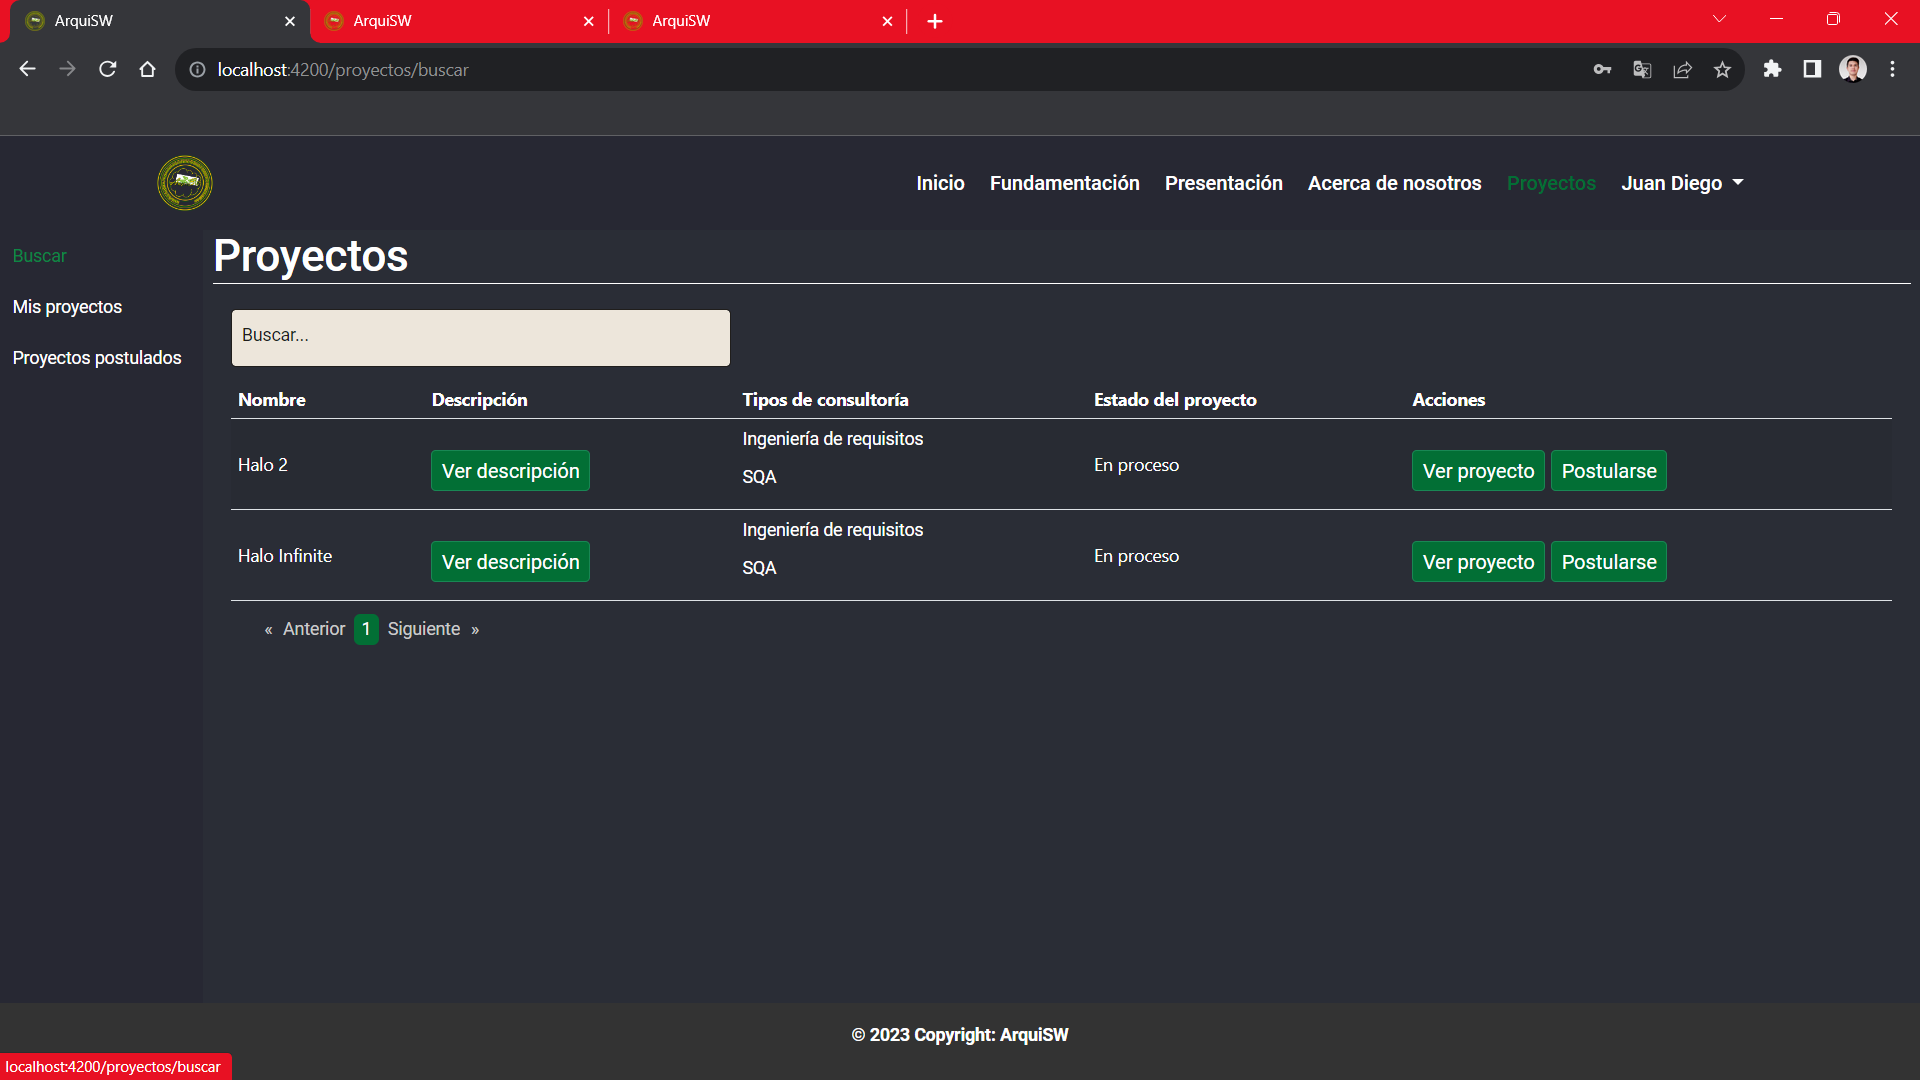 ArquiSW
ArquiSW
ArquiSW
localhost:4200/proyectos/buscar
Inicio Fundamentación Presentación Acerca de nosotros Proyectos Juan Diego
Buscar
Mis proyectos
Proyectos postulados
Proyectos
Buscar...
Nombre Descripción Tipos de consultoría Estado del proyecto Acciones
Halo 2 Ver descripción Ingeniería de requisitos En proceso Ver proyecto Postularse
SQA
Halo Infinite Ver descripción Ingeniería de requisitos En proceso Ver proyecto Postularse
SQA
« Anterior 1 Siguiente »
© 2023 Copyright: ArquiSW
localhost:4200/proyectos/buscar